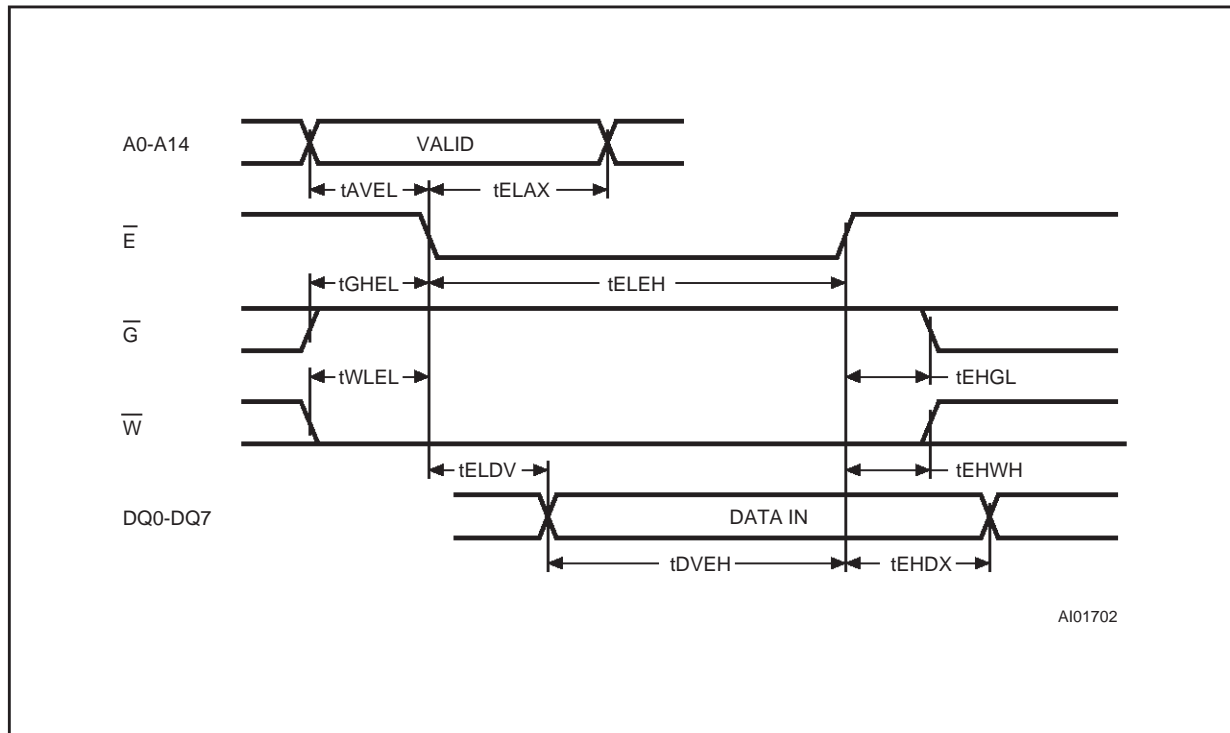 A0-A14
VALID
tAVEL
tELAX
E̅
tGHEL
tELEH
G̅
tWLEL
tEHGL
W̅
tELDV
tEHWH
DQ0-DQ7
DATA IN
tDVEH
tEHDX
AI01702